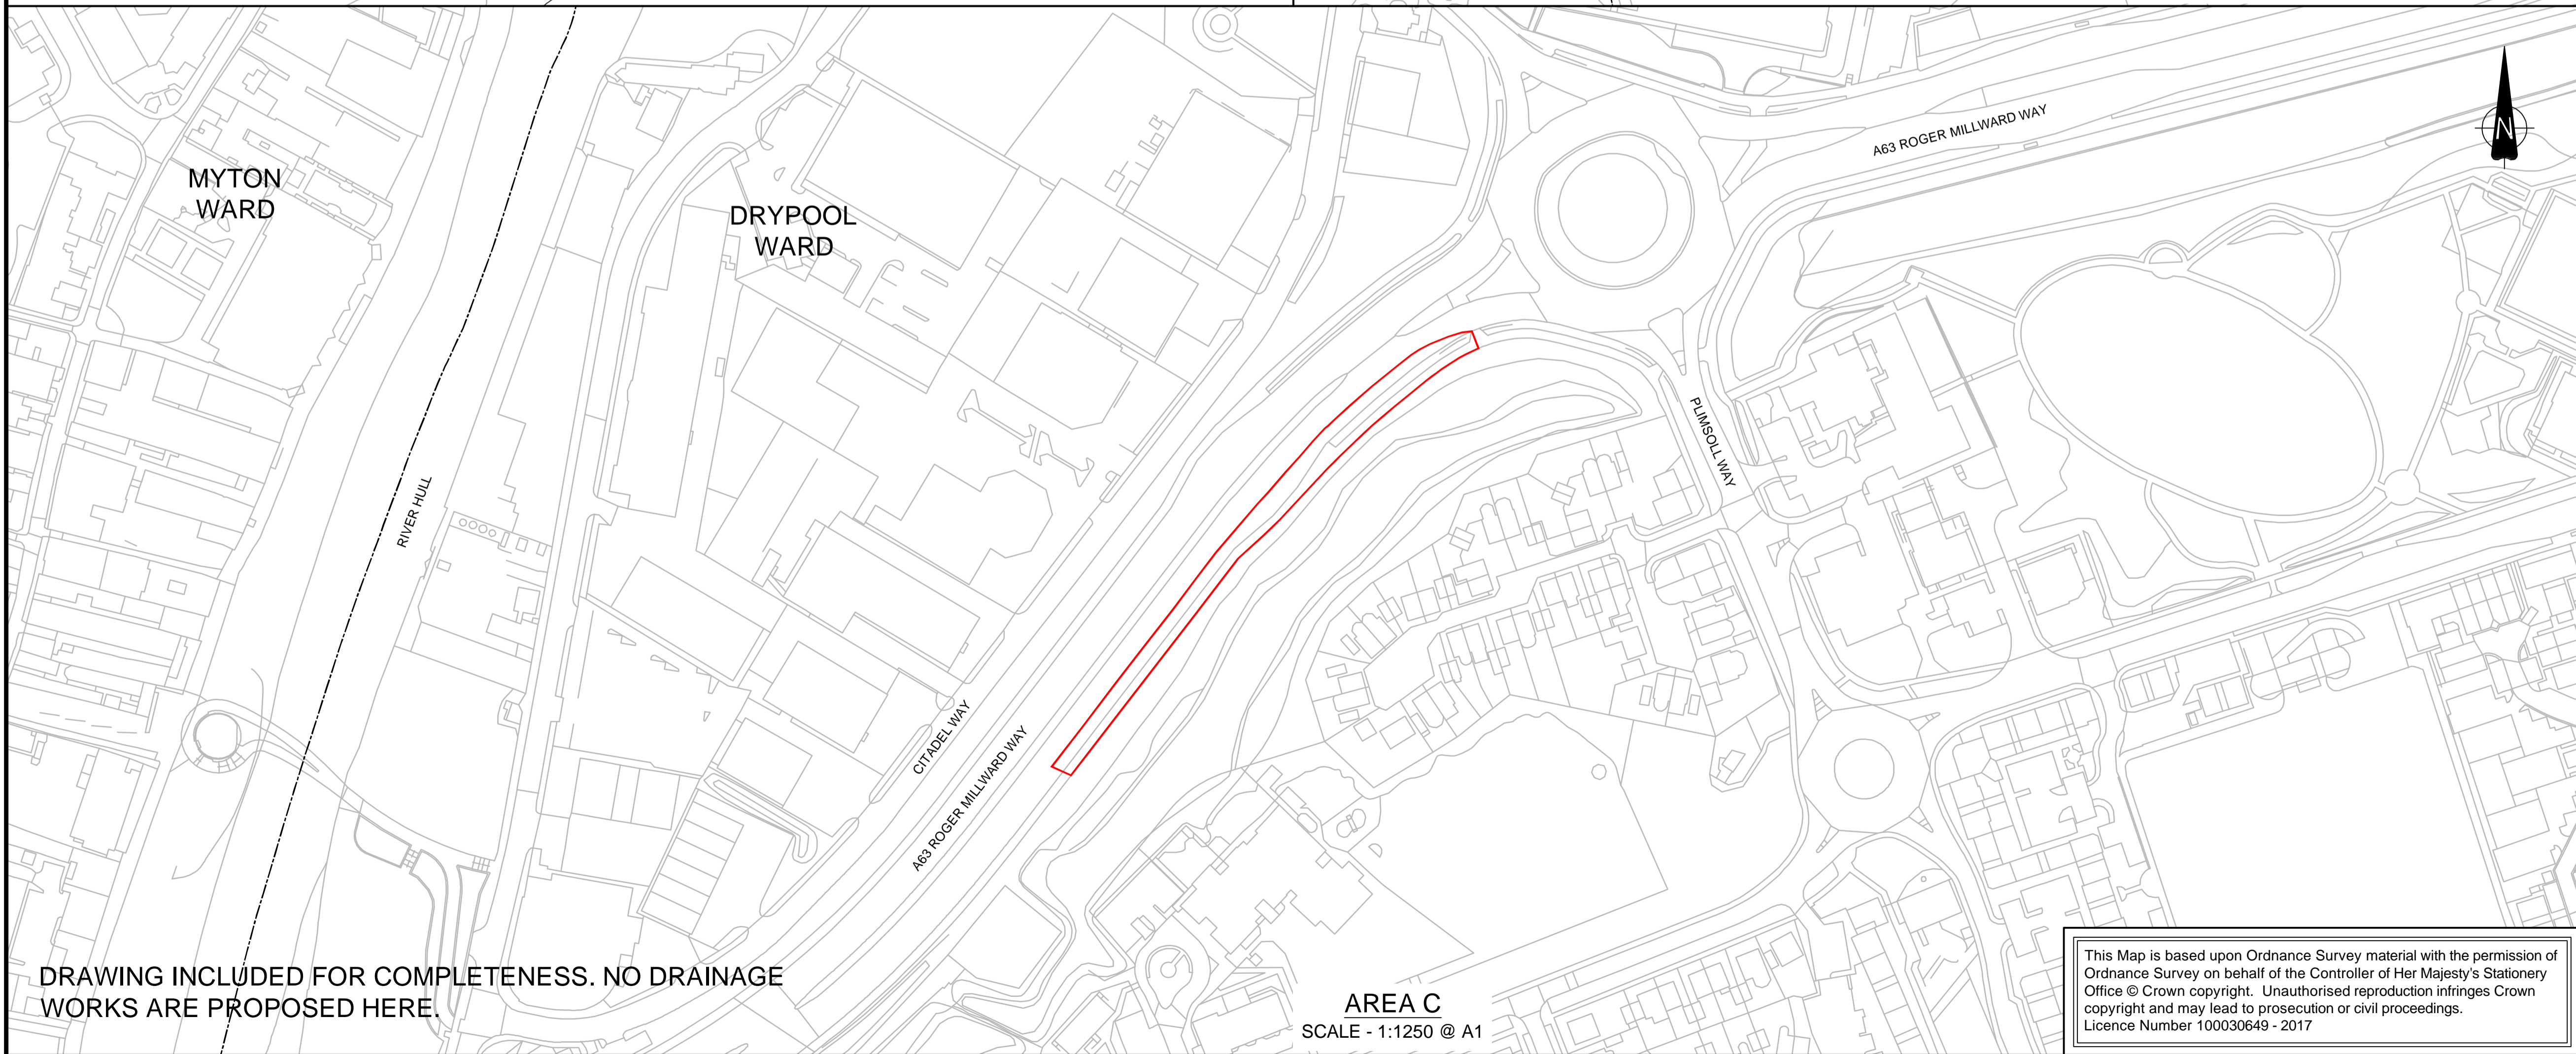 MYTON
WARD
DRYPOOL
WARD
A63 ROGER MILLWARD WAY
N
RIVER HULL
PLIMSOLL WAY
CITADEL WAY
A63 ROGER MILLWARD WAY
DRAWING INCLUDED FOR COMPLETENESS. NO DRAINAGE
WORKS ARE PROPOSED HERE.
AREA C
SCALE - 1:1250 @ A1
This Map is based upon Ordnance Survey material with the permission of
Ordnance Survey on behalf of the Controller of Her Majesty's Stationery
Office © Crown copyright. Unauthorised reproduction infringes Crown
copyright and may lead to prosecution or civil proceedings.
Licence Number 100030649 - 2017